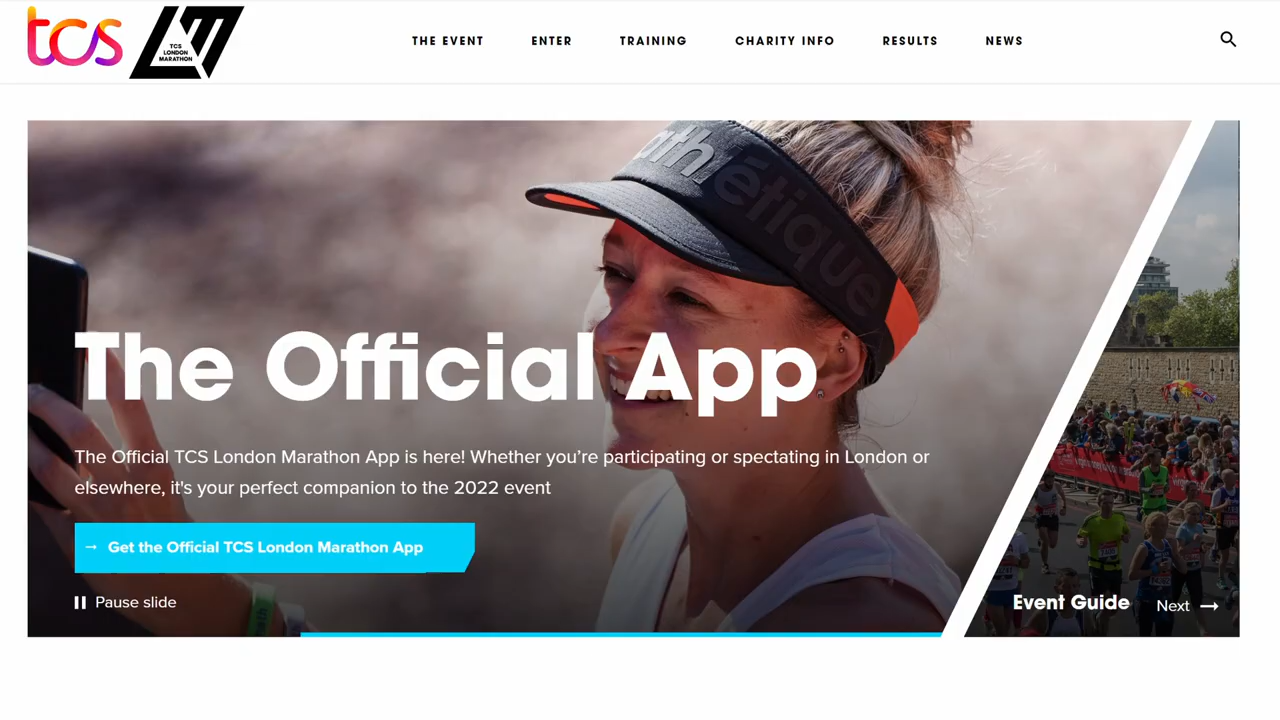 tcs
TCS
LONDON
MARATHON
THE EVENT
ENTER
TRAINING
CHARITY INFO
RESULTS
NEWS
athlétique
The Official App
The Official TCS London Marathon App is here! Whether you’re participating or spectating in London or
elsewhere, it's your perfect companion to the 2022 event
→ Get the Official TCS London Marathon App
Pause slide
Event Guide
Next →